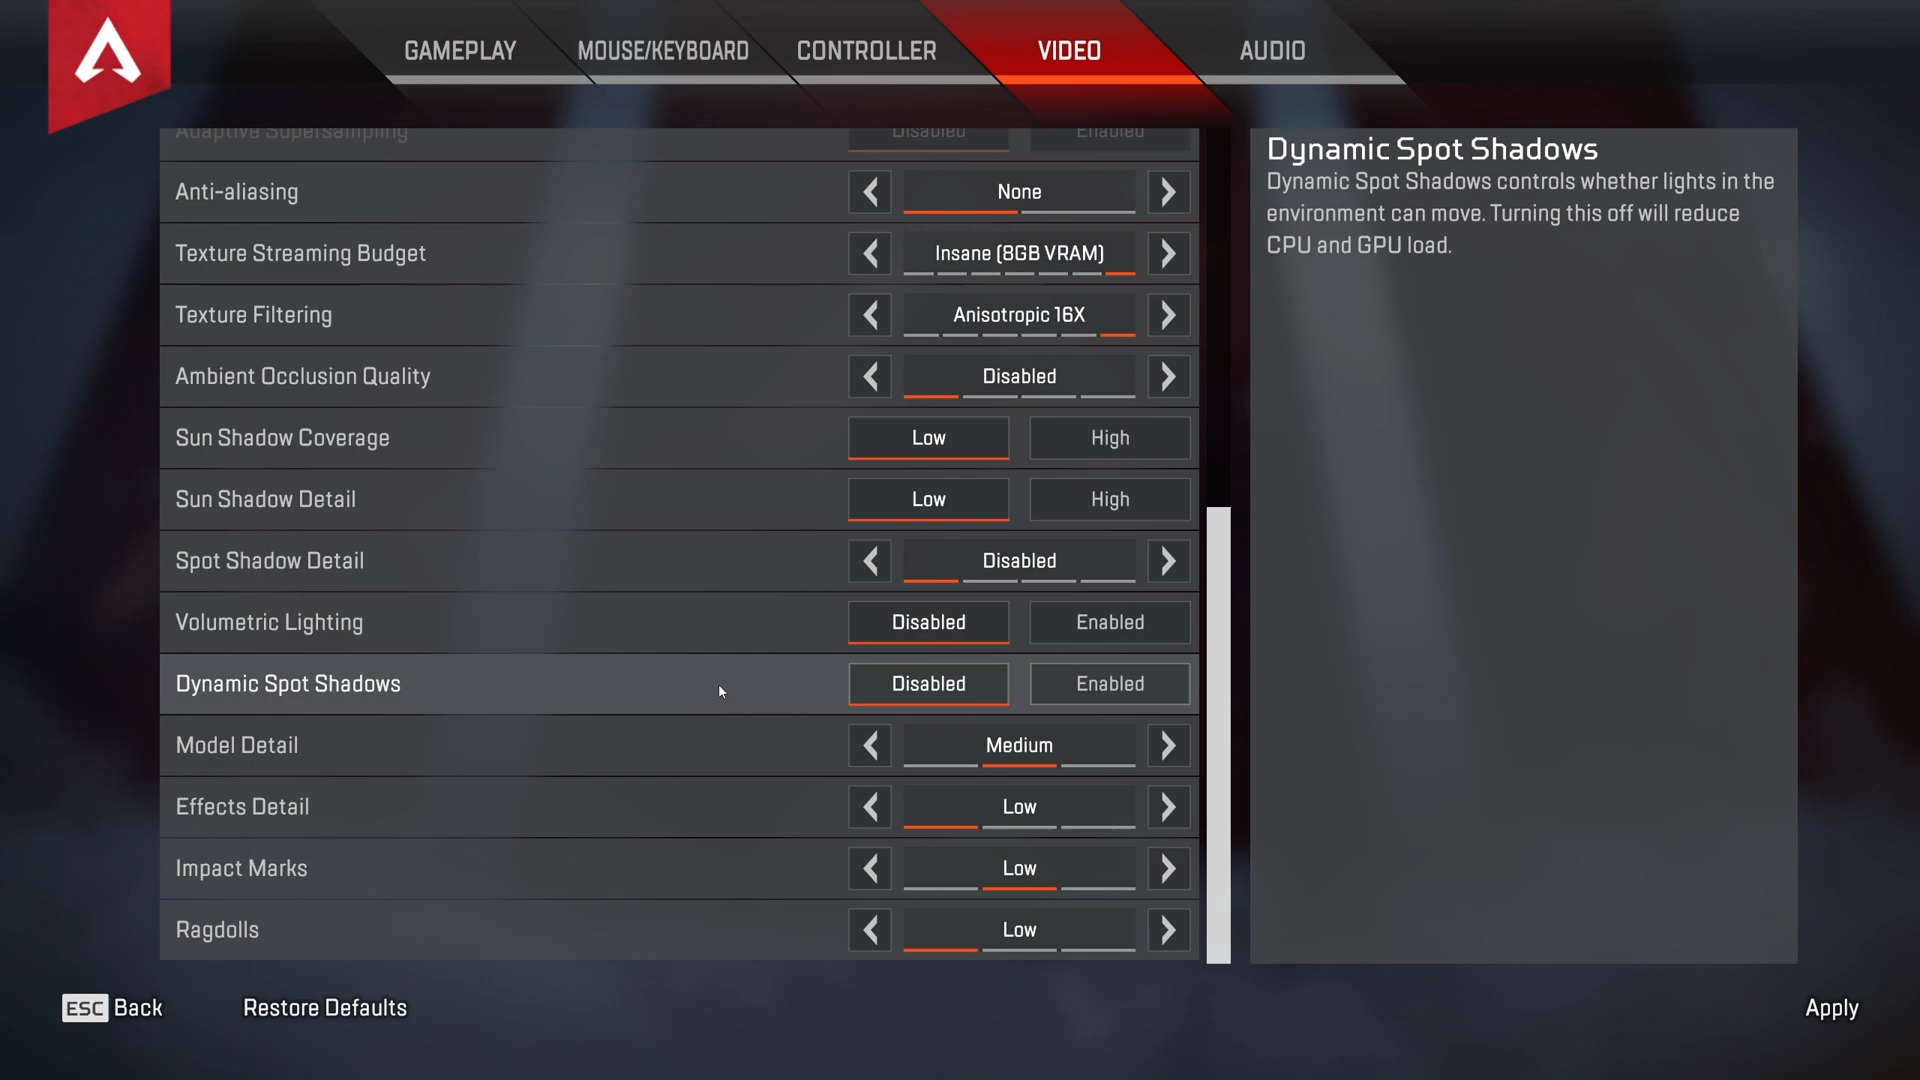 GAMEPLAY MOUSE/KEYBOARD CONTROLLER VIDEO AUDIO
Adaptive Supersampling Disabled Enabled
Anti-aliasing None
Texture Streaming Budget Insane (8GB VRAM)
Texture Filtering Anisotropic 16X
Ambient Occlusion Quality Disabled
Sun Shadow Coverage Low High
Sun Shadow Detail Low High
Spot Shadow Detail Disabled
Volumetric Lighting Disabled Enabled
Dynamic Spot Shadows Disabled Enabled
Model Detail Medium
Effects Detail Low
Impact Marks Low
Ragdolls Low
Dynamic Spot Shadows
Dynamic Spot Shadows controls whether lights in the
environment can move. Turning this off will reduce
CPU and GPU load.
ESC Back Restore Defaults Apply